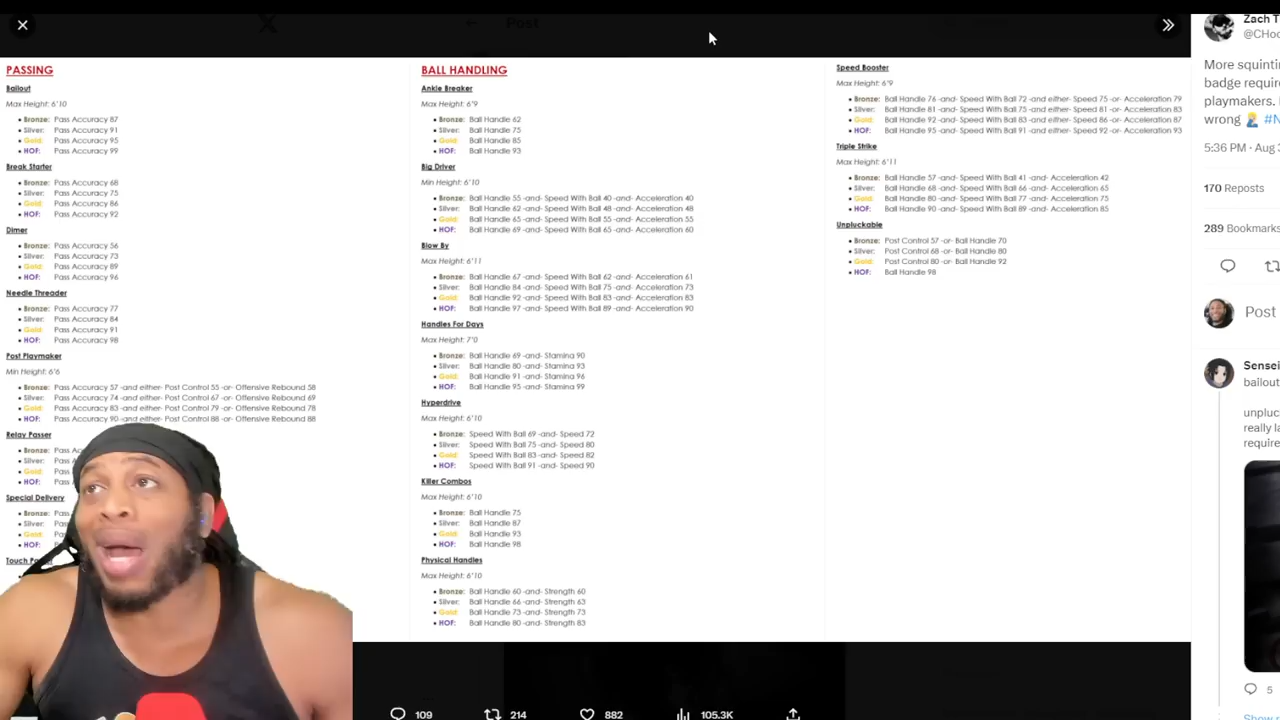 Post
PASSING
Bailout
Max Height: 6'10
• Bronze: Pass Accuracy 87
• Silver: Pass Accuracy 91
• Gold: Pass Accuracy 95
• HOF: Pass Accuracy 99
Break Starter
• Bronze: Pass Accuracy 68
• Silver: Pass Accuracy 75
• Gold: Pass Accuracy 86
• HOF: Pass Accuracy 92
Dimer
• Bronze: Pass Accuracy 56
• Silver: Pass Accuracy 73
• Gold: Pass Accuracy 89
• HOF: Pass Accuracy 96
Needle Threader
• Bronze: Pass Accuracy 77
• Silver: Pass Accuracy 84
• Gold: Pass Accuracy 91
• HOF: Pass Accuracy 98
Post Playmaker
Min Height: 6'6
• Bronze: Pass Accuracy 57 -and either- Post Control 55 -or- Offensive Rebound 58
• Silver: Pass Accuracy 74 -and either- Post Control 67 -or- Offensive Rebound 69
• Gold: Pass Accuracy 83 -and either- Post Control 79 -or- Offensive Rebound 78
• HOF: Pass Accuracy 90 -and either- Post Control 88 -or- Offensive Rebound 88
Relay Passer
• Bronze: Pass
• Silver: Pass
• Gold: Pass
• HOF: Pass
Special Delivery
• Bronze: Pas
• Silver: Pas
• Gold: Pas
• HOF: Pas
Touch
BALL HANDLING
Ankle Breaker
Max Height: 6'9
• Bronze: Ball Handle 62
• Silver: Ball Handle 75
• Gold: Ball Handle 85
• HOF: Ball Handle 93
Big Driver
Min Height: 6'10
• Bronze: Ball Handle 55 -and- Speed With Ball 40 -and- Acceleration 40
• Silver: Ball Handle 62 -and- Speed With Ball 48 -and- Acceleration 48
• Gold: Ball Handle 65 -and- Speed With Ball 55 -and- Acceleration 55
• HOF: Ball Handle 69 -and- Speed With Ball 65 -and- Acceleration 60
Blow By
Max Height: 6'11
• Bronze: Ball Handle 67 -and- Speed With Ball 62 -and- Acceleration 61
• Silver: Ball Handle 84 -and- Speed With Ball 75 -and- Acceleration 73
• Gold: Ball Handle 92 -and- Speed With Ball 83 -and- Acceleration 83
• HOF: Ball Handle 97 -and- Speed With Ball 89 -and- Acceleration 90
Handles For Days
Max Height: 7'0
• Bronze: Ball Handle 69 -and- Stamina 90
• Silver: Ball Handle 80 -and- Stamina 93
• Gold: Ball Handle 91 -and- Stamina 96
• HOF: Ball Handle 95 -and- Stamina 99
Hyperdrive
Max Height: 6'10
• Bronze: Speed With Ball 69 -and- Speed 72
• Silver: Speed With Ball 75 -and- Speed 80
• Gold: Speed With Ball 83 -and- Speed 82
• HOF: Speed With Ball 91 -and- Speed 90
Killer Combos
Max Height: 6'10
• Bronze: Ball Handle 75
• Silver: Ball Handle 87
• Gold: Ball Handle 93
• HOF: Ball Handle 98
Physical Handles
Max Height: 6'10
• Bronze: Ball Handle 60 -and- Strength 60
• Silver: Ball Handle 66 -and- Strength 63
• Gold: Ball Handle 73 -and- Strength 73
• HOF: Ball Handle 80 -and- Strength 83
Speed Booster
Max Height: 6'9
• Bronze: Ball Handle 76 -and- Speed With Ball 72 -and either- Speed 75 -or- Acceleration 79
• Silver: Ball Handle 81 -and- Speed With Ball 75 -and either- Speed 81 -or- Acceleration 83
• Gold: Ball Handle 92 -and- Speed With Ball 83 -and either- Speed 86 -or- Acceleration 87
• HOF: Ball Handle 95 -and- Speed With Ball 91 -and either- Speed 92 -or- Acceleration 93
Triple Strike
Max Height: 6'11
• Bronze: Ball Handle 57 -and- Speed With Ball 41 -and- Acceleration 42
• Silver: Ball Handle 68 -and- Speed With Ball 66 -and- Acceleration 65
• Gold: Ball Handle 80 -and- Speed With Ball 77 -and- Acceleration 75
• HOF: Ball Handle 90 -and- Speed With Ball 89 -and- Acceleration 85
Unpluckable
• Bronze: Post Control 57 -or- Ball Handle 70
• Silver: Post Control 68 -or- Ball Handle 80
• Gold: Post Control 80 -or- Ball Handle 92
• HOF: Ball Handle 98
109 214 882 105.3K
Zach T
@CHoo
More squinti
badge require
playmakers.
wrong 🤦 #N
5:36 PM · Aug 3
170 Reposts
289 Bookmarks
Post
Sensei
bailout
unpluc
really la
require
5
Show